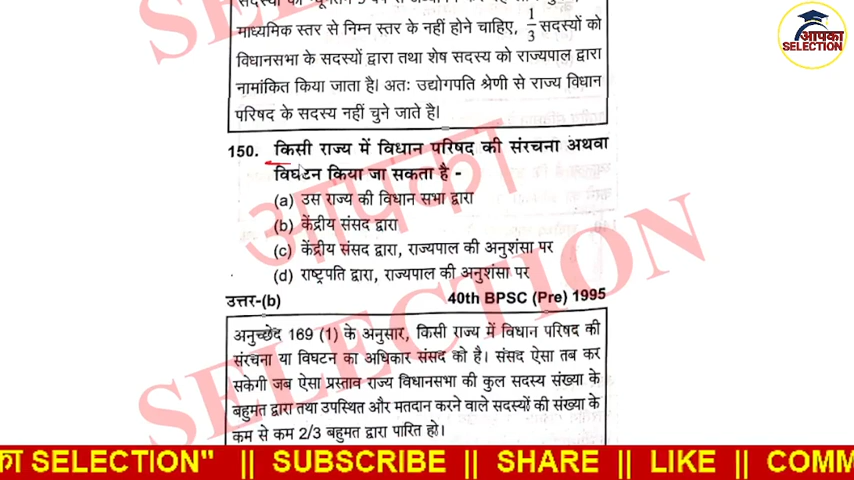 माध्यमिक स्तर से निम्न स्तर के नहीं होने चाहिए, 1/3 सदस्यों को
विधानसभा के सदस्यों द्वारा तथा शेष सदस्य को राज्यपाल द्वारा
नामांकित किया जाता है। अतः उद्योगपति श्रेणी से राज्य विधान
परिषद के सदस्य नहीं चुने जाते है।
150. किसी राज्य में विधान परिषद की संरचना अथवा
विघटन किया जा सकता है -
(a) उस राज्य की विधान सभा द्वारा
(b) केंद्रीय संसद द्वारा
(c) केंद्रीय संसद द्वारा, राज्यपाल की अनुशंसा पर
(d) राष्ट्रपति द्वारा, राज्यपाल की अनुशंसा पर
उत्तर-(b) 40th BPSC (Pre) 1995
अनुच्छेद 169 (1) के अनुसार, किसी राज्य में विधान परिषद की
संरचना या विघटन का अधिकार संसद को है। संसद ऐसा तब कर
सकेगी जब ऐसा प्रस्ताव राज्य विधानसभा की कुल सदस्य संख्या के
बहुमत द्वारा तथा उपस्थित और मतदान करने वाले सदस्यों की संख्या के
कम से कम 2/3 बहुमत द्वारा पारित हो।
आपका
SELECTION
SELECTION
आपका
SELECTION
का SELECTION" || SUBSCRIBE || SHARE || LIKE || COMM